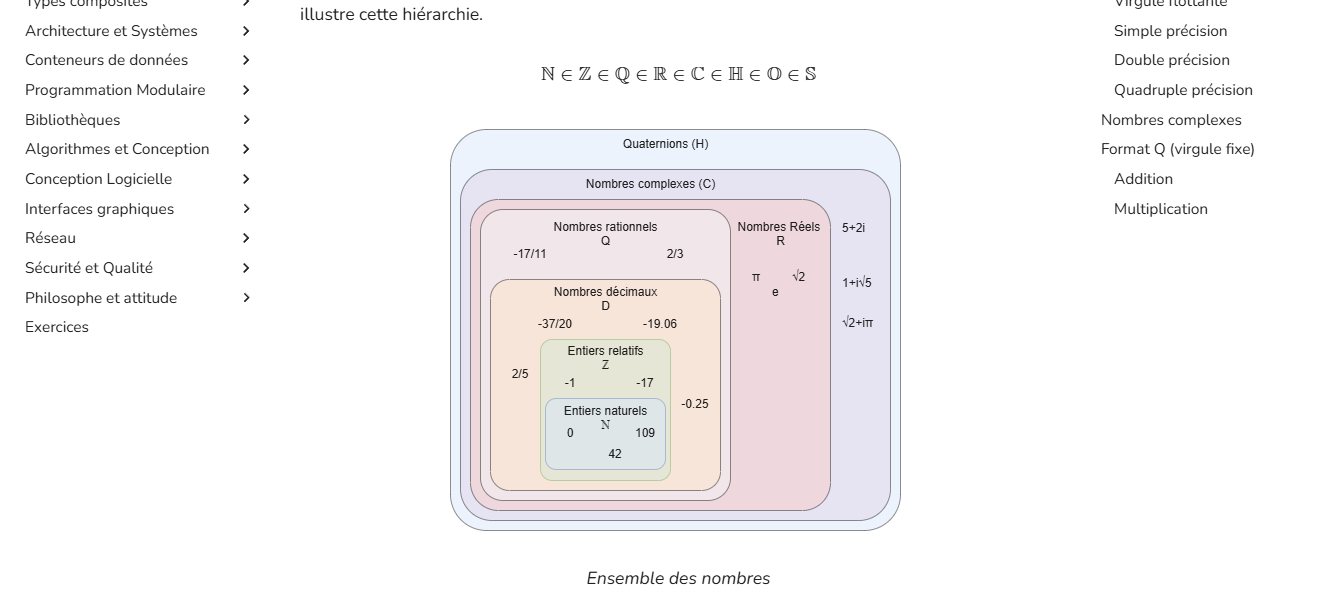 Types composites
Architecture et Systèmes
Conteneurs de données
Programmation Modulaire
Bibliothèques
Algorithmes et Conception
Conception Logicielle
Interfaces graphiques
Réseau
Sécurité et Qualité
Philosophe et attitude
Exercices
illustre cette hiérarchie.
ℕ ∈ ℤ ∈ ℚ ∈ ℝ ∈ ℂ ∈ ℍ ∈ 𝕆 ∈ 𝕊
Quaternions (H)
Nombres complexes (C)
Nombres rationnels
Q
-17/11
2/3
Nombres Réels
R
π
√2
e
5+2i
1+i√5
√2+iπ
Nombres décimaux
D
-37/20
-19.06
2/5
-0.25
Entiers relatifs
ℤ
-1
-17
Entiers naturels
ℕ
0
109
42
Ensemble des nombres
Virgule flottante
Simple précision
Double précision
Quadruple précision
Nombres complexes
Format Q (virgule fixe)
Addition
Multiplication